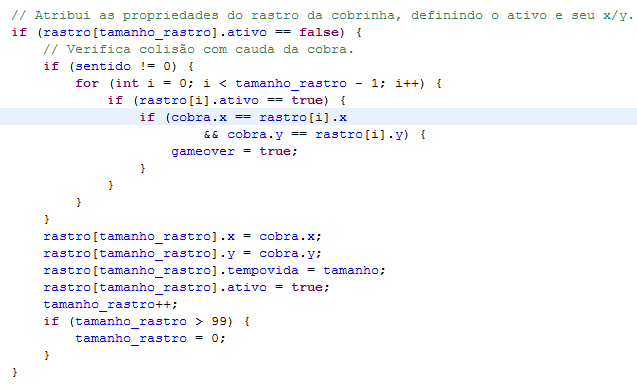 // Atribui as propriedades do rastro da cobrinha, definindo o ativo e seu x/y.
if (rastro[tamanho_rastro].ativo == false) {
    // Verifica colisão com cauda da cobra.
    if (sentido != 0) {
        for (int i = 0; i < tamanho_rastro - 1; i++) {
            if (rastro[i].ativo == true) {
                if (cobra.x == rastro[i].x
                        && cobra.y == rastro[i].y) {
                    gameover = true;
                }
            }
        }
    }
    rastro[tamanho_rastro].x = cobra.x;
    rastro[tamanho_rastro].y = cobra.y;
    rastro[tamanho_rastro].tempovida = tamanho;
    rastro[tamanho_rastro].ativo = true;
    tamanho_rastro++;
    if (tamanho_rastro > 99) {
        tamanho_rastro = 0;
    }
}